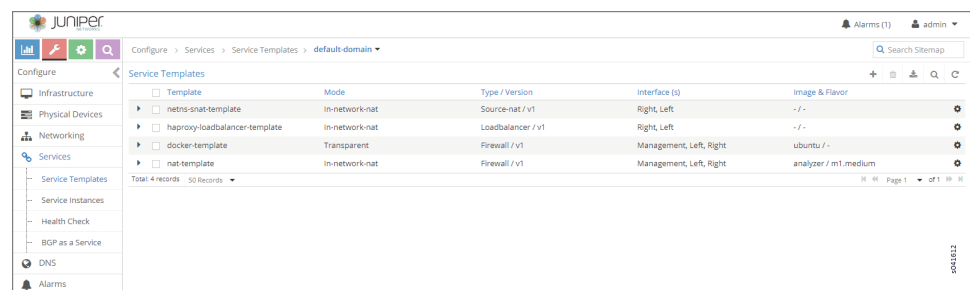 JUNIPER
NETWORKS
Alarms (1) admin
Configure > Services > Service Templates > default-domain
Search Sitemap
Configure
Service Templates
Infrastructure
Physical Devices
Networking
Services
Service Templates
Service Instances
Health Check
BGP as a Service
DNS
Alarms
Template Mode Type / Version Interface (s) Image & Flavor
netns-snat-template In-network-nat Source-nat / v1 Right, Left - / -
haproxy-loadbalancer-template In-network-nat Loadbalancer / v1 Right, Left - / -
docker-template Transparent Firewall / v1 Management, Left, Right ubuntu / -
nat-template In-network-nat Firewall / v1 Management, Left, Right analyzer / m1.medium
Total: 4 records 50 Records Page 1 of 1
s041612